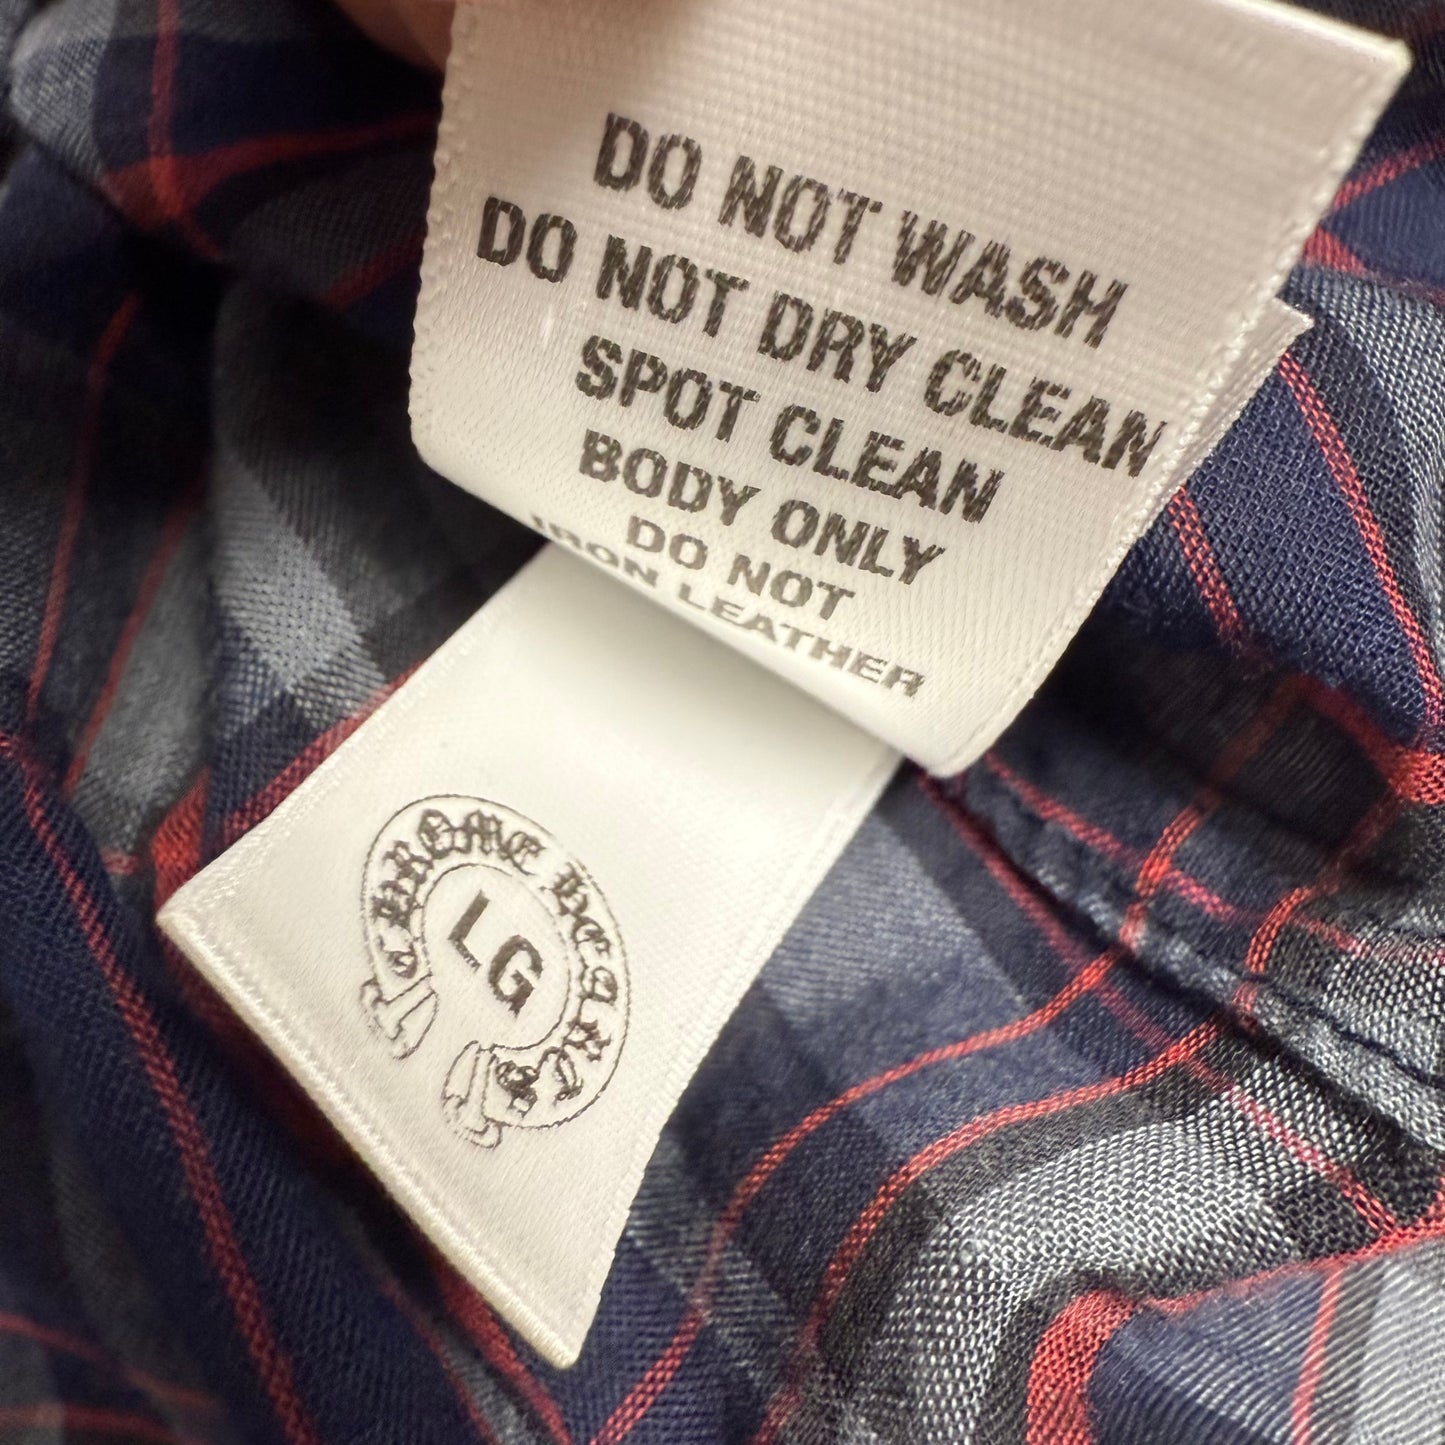 DO NOT WASH
DO NOT DRY CLEAN
SPOT CLEAN
BODY ONLY
DO NOT
IRON LEATHER
CHROME HEARTS
LG